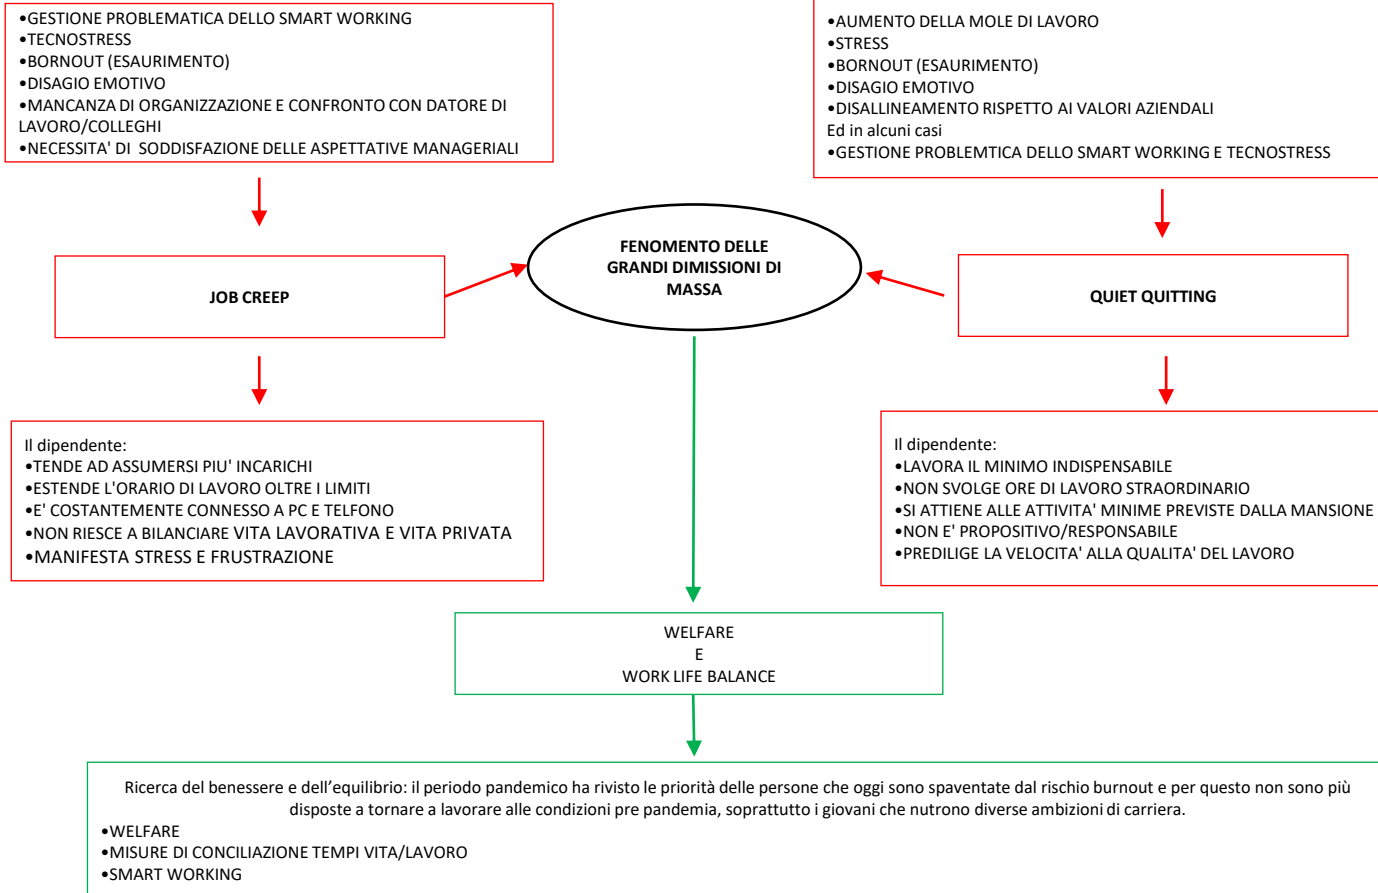 •GESTIONE PROBLEMATICA DELLO SMART WORKING
•TECNOSTRESS
•BORNOUT (ESAURIMENTO)
•DISAGIO EMOTIVO
•MANCANZA DI ORGANIZZAZIONE E CONFRONTO CON DATORE DI
LAVORO/COLLEGHI
•NECESSITA' DI SODDISFAZIONE DELLE ASPETTATIVE MANAGERIALI
•AUMENTO DELLA MOLE DI LAVORO
•STRESS
•BORNOUT (ESAURIMENTO)
•DISAGIO EMOTIVO
•DISALLINEAMENTO RISPETTO AI VALORI AZIENDALI
Ed in alcuni casi
•GESTIONE PROBLEMTICA DELLO SMART WORKING E TECNOSTRESS
JOB CREEP
FENOMENTO DELLE
GRANDI DIMISSIONI DI
MASSA
QUIET QUITTING
Il dipendente:
•TENDE AD ASSUMERSI PIU' INCARICHI
•ESTENDE L'ORARIO DI LAVORO OLTRE I LIMITI
•E' COSTANTEMENTE CONNESSO A PC E TELFONO
•NON RIESCE A BILANCIARE VITA LAVORATIVA E VITA PRIVATA
•MANIFESTA STRESS E FRUSTRAZIONE
Il dipendente:
•LAVORA IL MINIMO INDISPENSABILE
•NON SVOLGE ORE DI LAVORO STRAORDINARIO
•SI ATTIENE ALLE ATTIVITA' MINIME PREVISTE DALLA MANSIONE
•NON E' PROPOSITIVO/RESPONSABILE
•PREDILIGE LA VELOCITA' ALLA QUALITA' DEL LAVORO
WELFARE
E
WORK LIFE BALANCE
Ricerca del benessere e dell’equilibrio: il periodo pandemico ha rivisto le priorità delle persone che oggi sono spaventate dal rischio burnout e per questo non sono più
disposte a tornare a lavorare alle condizioni pre pandemia, soprattutto i giovani che nutrono diverse ambizioni di carriera.
•WELFARE
•MISURE DI CONCILIAZIONE TEMPI VITA/LAVORO
•SMART WORKING